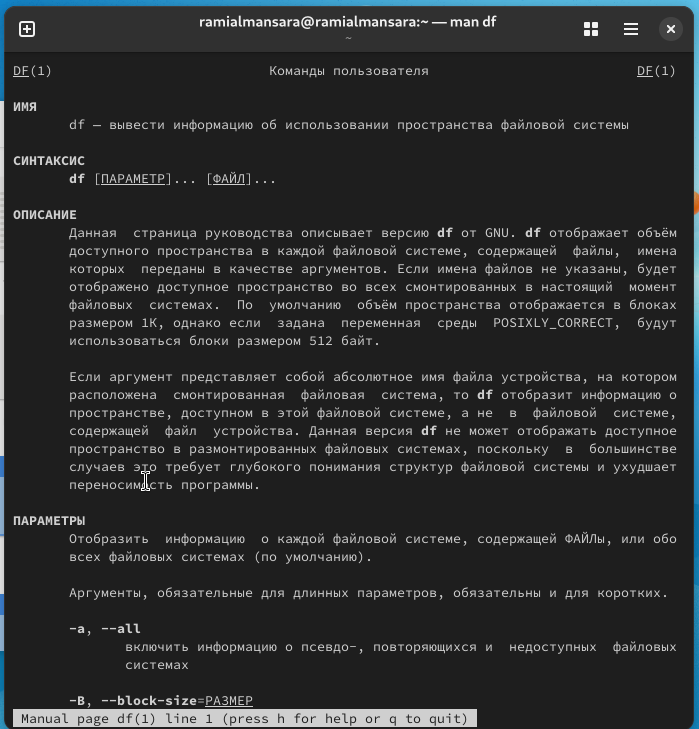 ramialmansara@ramialmansara:~ — man df
~
DF(1) Команды пользователя DF(1)
ИМЯ
df — вывести информацию об использовании пространства файловой системы
СИНТАКСИС
df [ПАРАМЕТР]... [ФАЙЛ]...
ОПИСАНИЕ
Данная страница руководства описывает версию df от GNU. df отображает объём
доступного пространства в каждой файловой системе, содержащей файлы, имена
которых переданы в качестве аргументов. Если имена файлов не указаны, будет
отображено доступное пространство во всех смонтированных в настоящий момент
файловых системах. По умолчанию объём пространства отображается в блоках
размером 1K, однако если задана переменная среды POSIXLY_CORRECT, будут
использоваться блоки размером 512 байт.
Если аргумент представляет собой абсолютное имя файла устройства, на котором
расположена смонтированная файловая система, то df отобразит информацию о
пространстве, доступном в этой файловой системе, а не в файловой системе,
содержащей файл устройства. Данная версия df не может отображать доступное
пространство в размонтированных файловых системах, поскольку в большинстве
случаев это требует глубокого понимания структур файловой системы и ухудшает
переносимость программы.
ПАРАМЕТРЫ
Отобразить информацию о каждой файловой системе, содержащей ФАЙЛы, или обо
всех файловых системах (по умолчанию).
Аргументы, обязательные для длинных параметров, обязательны и для коротких.
-a, --all
включить информацию о псевдо-, повторяющихся и недоступных файловых
системах
-B, --block-size=РАЗМЕР
Manual page df(1) line 1 (press h for help or q to quit)